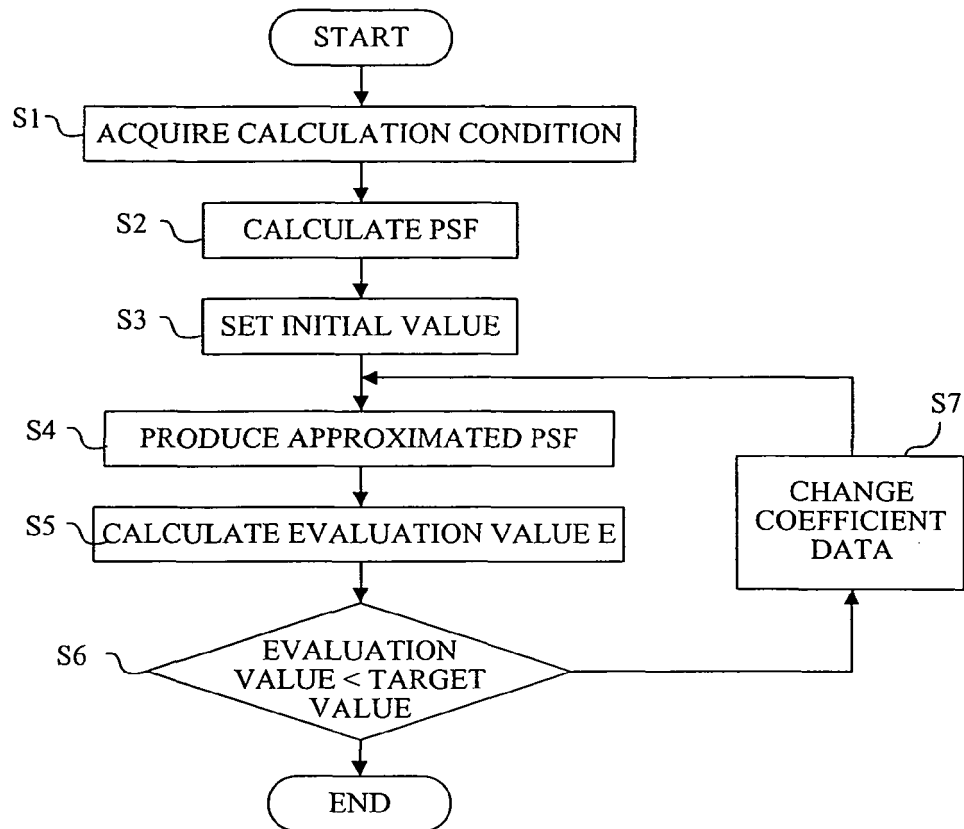 START
S1
ACQUIRE CALCULATION CONDITION
S2
CALCULATE PSF
S3
SET INITIAL VALUE
S4
PRODUCE APPROXIMATED PSF
S7
CHANGE
COEFFICIENT
DATA
S5
CALCULATE EVALUATION VALUE E
S6
EVALUATION
VALUE < TARGET
VALUE
END